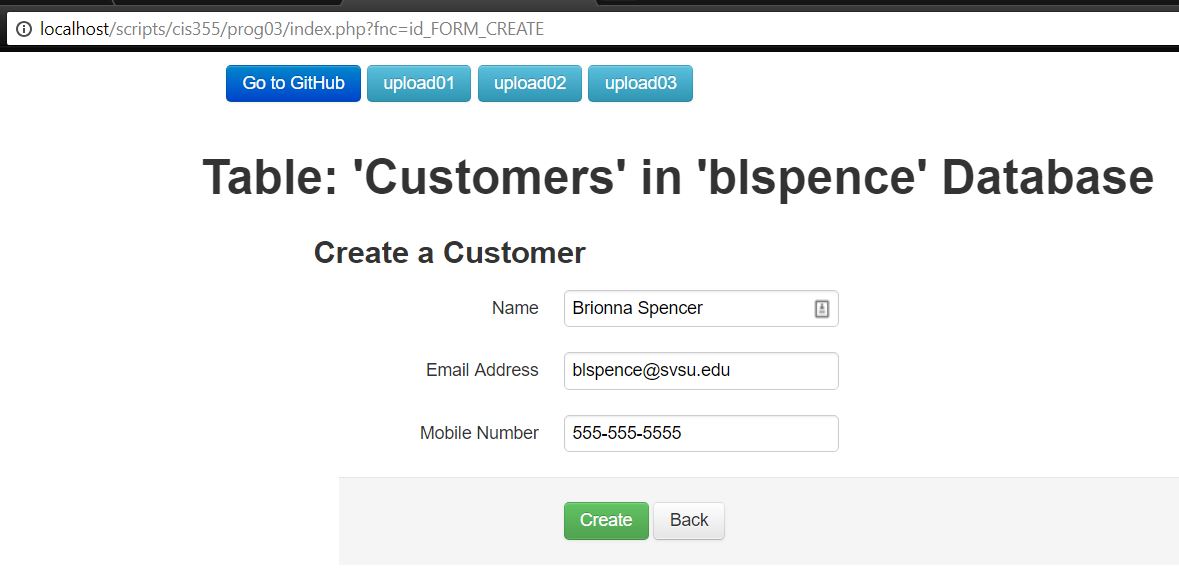 localhost/scripts/cis355/prog03/index.php?fnc=id_FORM_CREATE
Go to GitHub upload01 upload02 upload03
Table: 'Customers' in 'blspence' Database
Create a Customer
Name Brionna Spencer
Email Address blspence@svsu.edu
Mobile Number 555-555-5555
Create Back